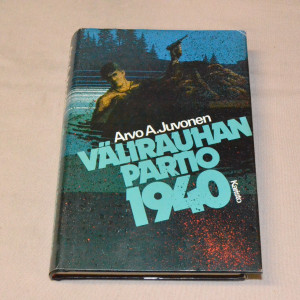 Arvo A. Juvonen
VÄLIRAUHAN
PARTIO
1940
Karisto